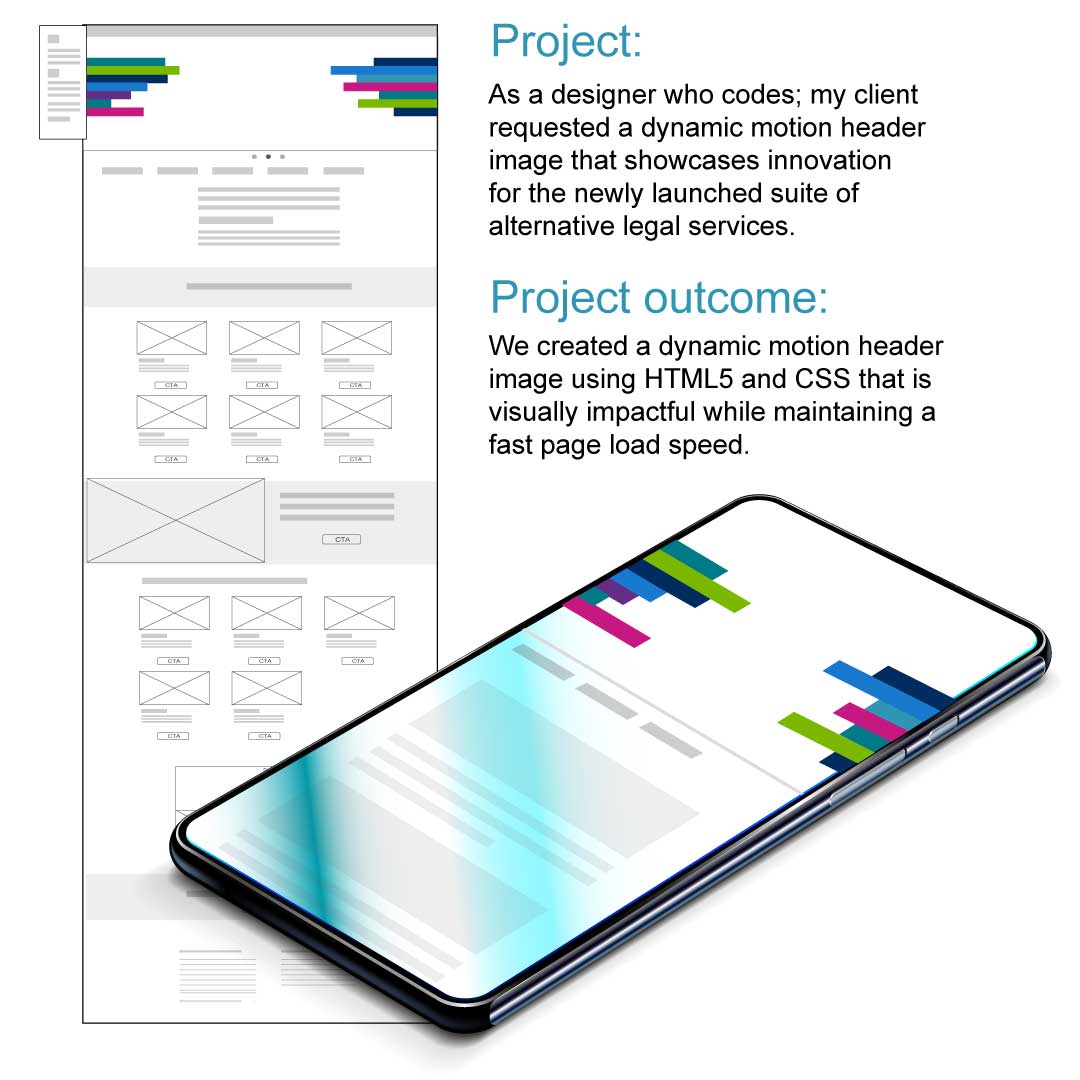 Project:
As a designer who codes; my client
requested a dynamic motion header
image that showcases innovation
for the newly launched suite of
alternative legal services.
Project outcome:
We created a dynamic motion header
image using HTML5 and CSS that is
visually impactful while maintaining a
fast page load speed.
CTA CTA CTA
CTA CTA CTA
CTA
CTA CTA CTA
CTA CTA